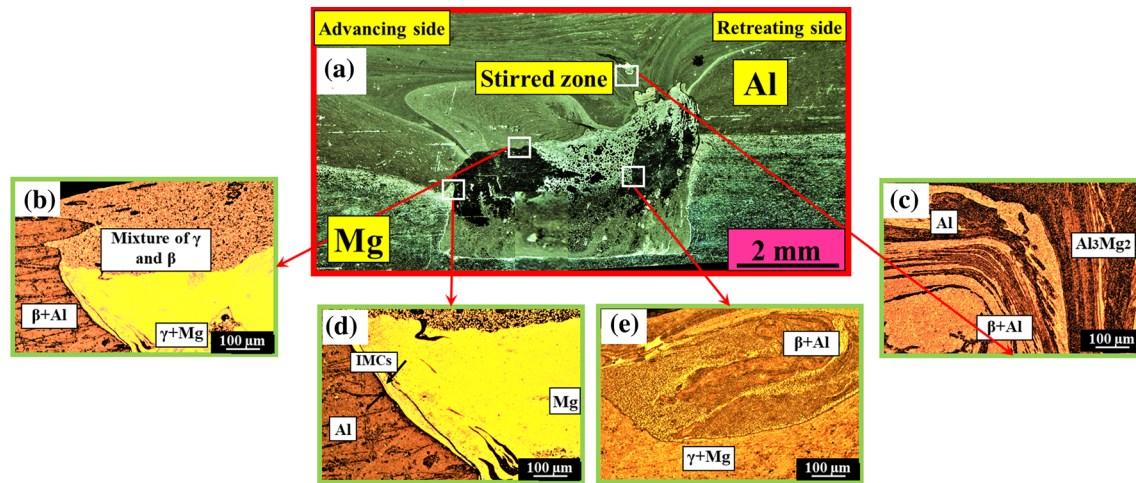 Advancing side
Retreating side
(a)
Stirred zone
Al
Mg
2 mm
(b)
Mixture of γ
and β
β+Al
γ+Mg
100 µm
(c)
Al
Al3Mg2
β+Al
100 µm
(d)
IMCs
Al
Mg
100 µm
(e)
β+Al
γ+Mg
100 µm